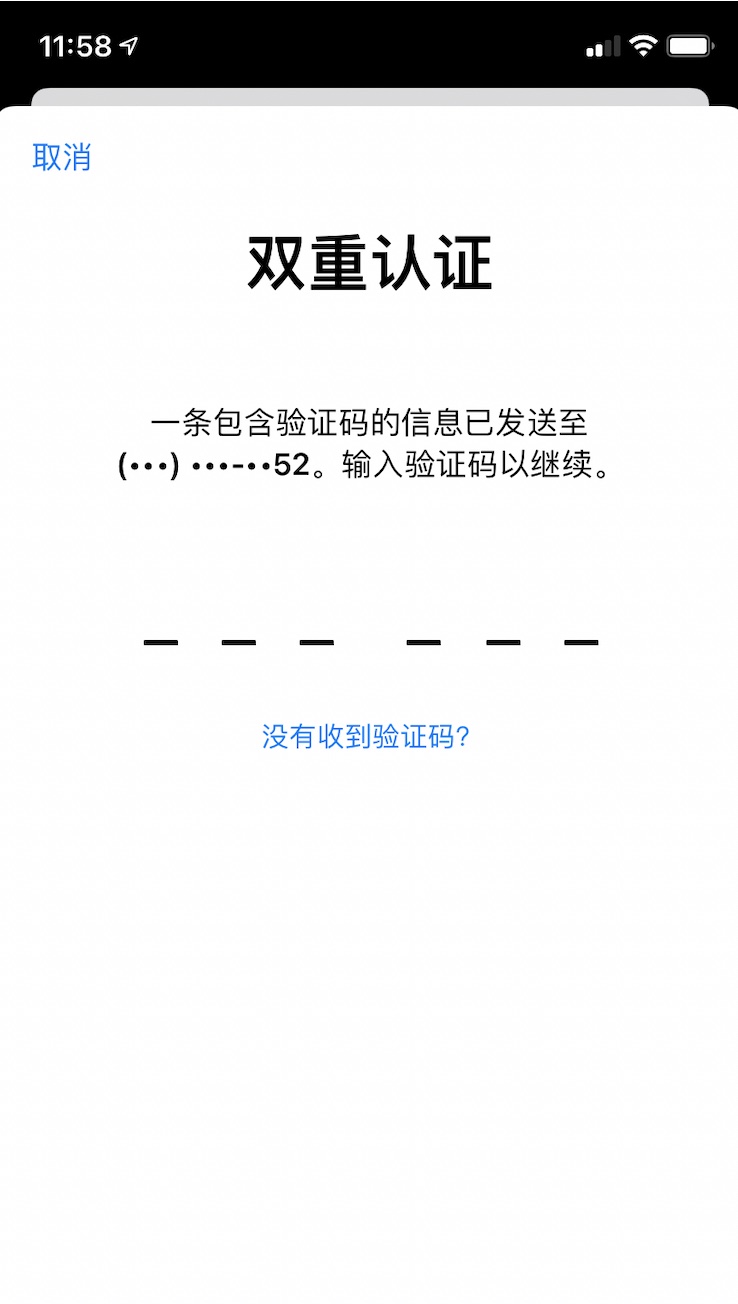 11:58
取消
双重认证
一条包含验证码的信息已发送至
(•••) •••-••52。输入验证码以继续。
没有收到验证码?